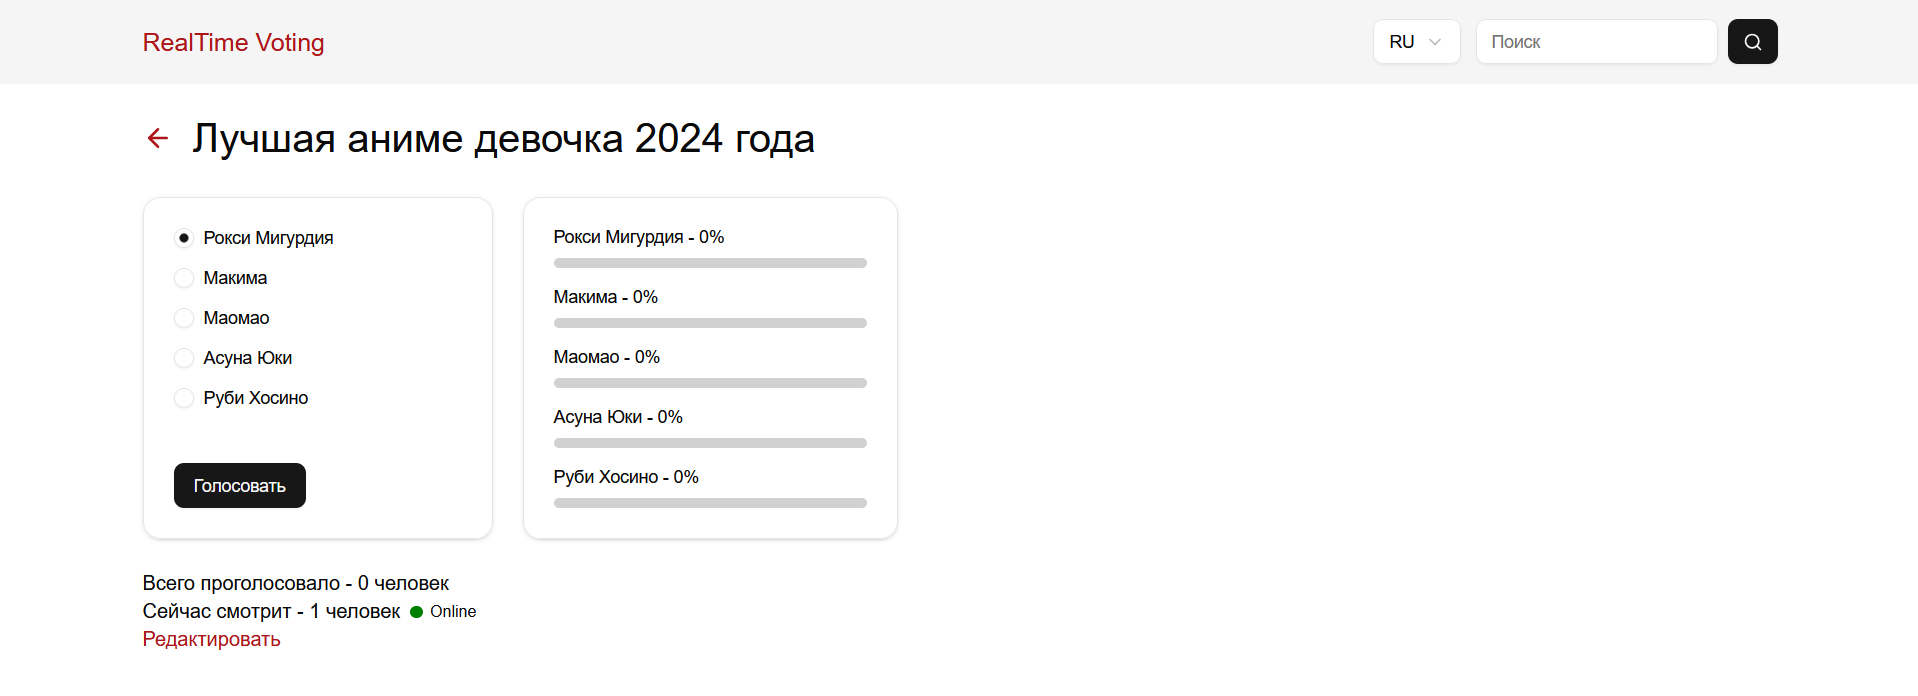 RealTime Voting
RU
Поиск
Лучшая аниме девочка 2024 года
Рокси Мигурдия
Макима
Маомао
Асуна Юки
Руби Хосино
Голосовать
Рокси Мигурдия - 0%
Макима - 0%
Маомао - 0%
Асуна Юки - 0%
Руби Хосино - 0%
Всего проголосовало - 0 человек
Сейчас смотрит - 1 человек Online
Редактировать